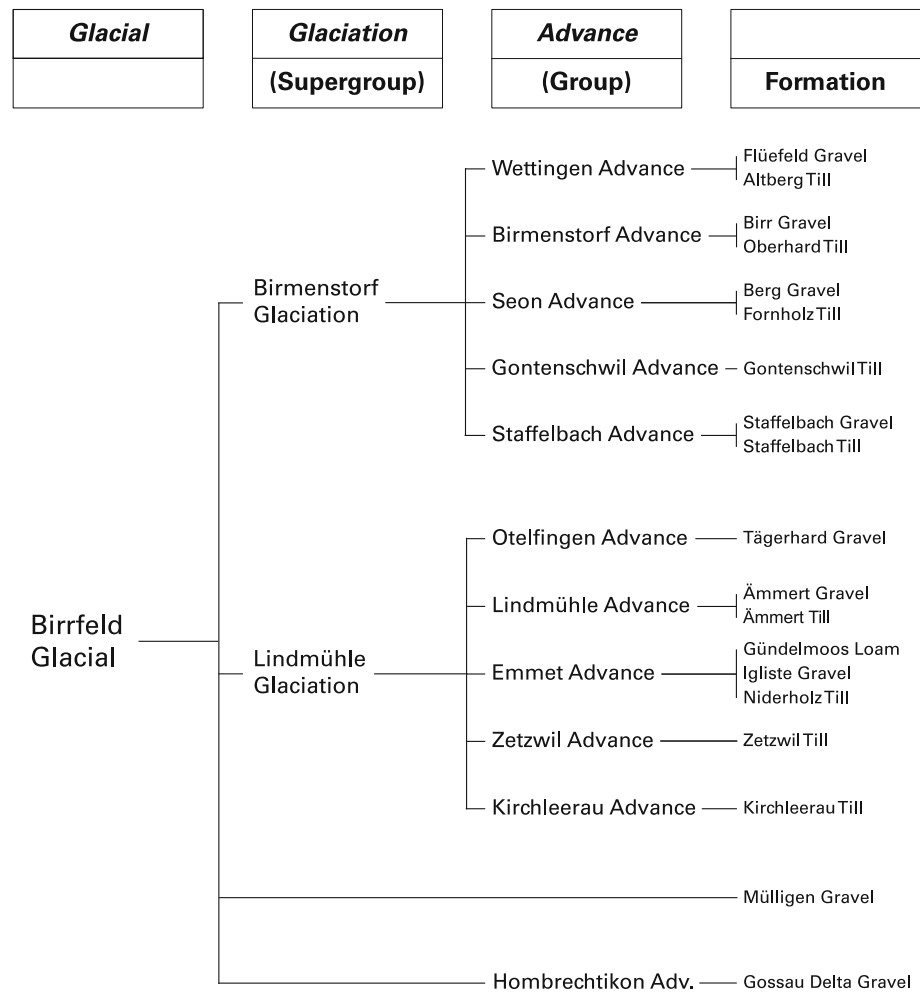 Glacial
Glaciation
(Supergroup)
Advance
(Group)
Formation
Birrfeld
Glacial
Birmenstorf
Glaciation
Wettingen Advance
Flüefeld Gravel
Altberg Till
Birmenstorf Advance
Birr Gravel
Oberhard Till
Seon Advance
Berg Gravel
Fornholz Till
Gontenschwil Advance
Gontenschwil Till
Staffelbach Advance
Staffelbach Gravel
Staffelbach Till
Lindmühle
Glaciation
Otelfingen Advance
Tägerhard Gravel
Lindmühle Advance
Ämmert Gravel
Ämmert Till
Emmet Advance
Gündelmoos Loam
Igliste Gravel
Niderholz Till
Zetzwil Advance
Zetzwil Till
Kirchleerau Advance
Kirchleerau Till
Mülligen Gravel
Hombrechtikon Adv.
Gossau Delta Gravel